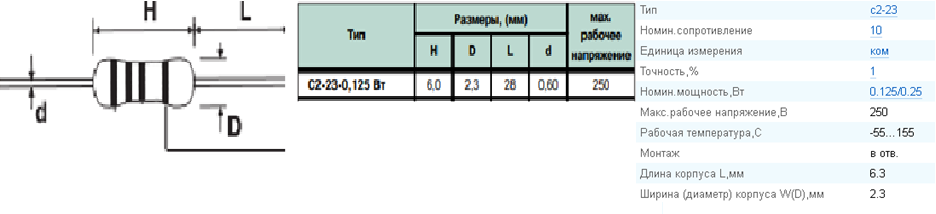 H
L
d
D
Тип
Размеры, (мм)
мах. рабочее напряжение
H D L d
С2-23-0,125 Вт 6,0 2,3 28 0,60 250
Тип с2-23
Номин.сопротивление 10
Единица измерения ком
Точность,% 1
Номин.мощность,Вт 0.125/0.25
Макс.рабочее напряжение,В 250
Рабочая температура,С -55...155
Монтаж в отв.
Длина корпуса L,мм 6.3
Ширина (диаметр) корпуса W(D),мм 2.3